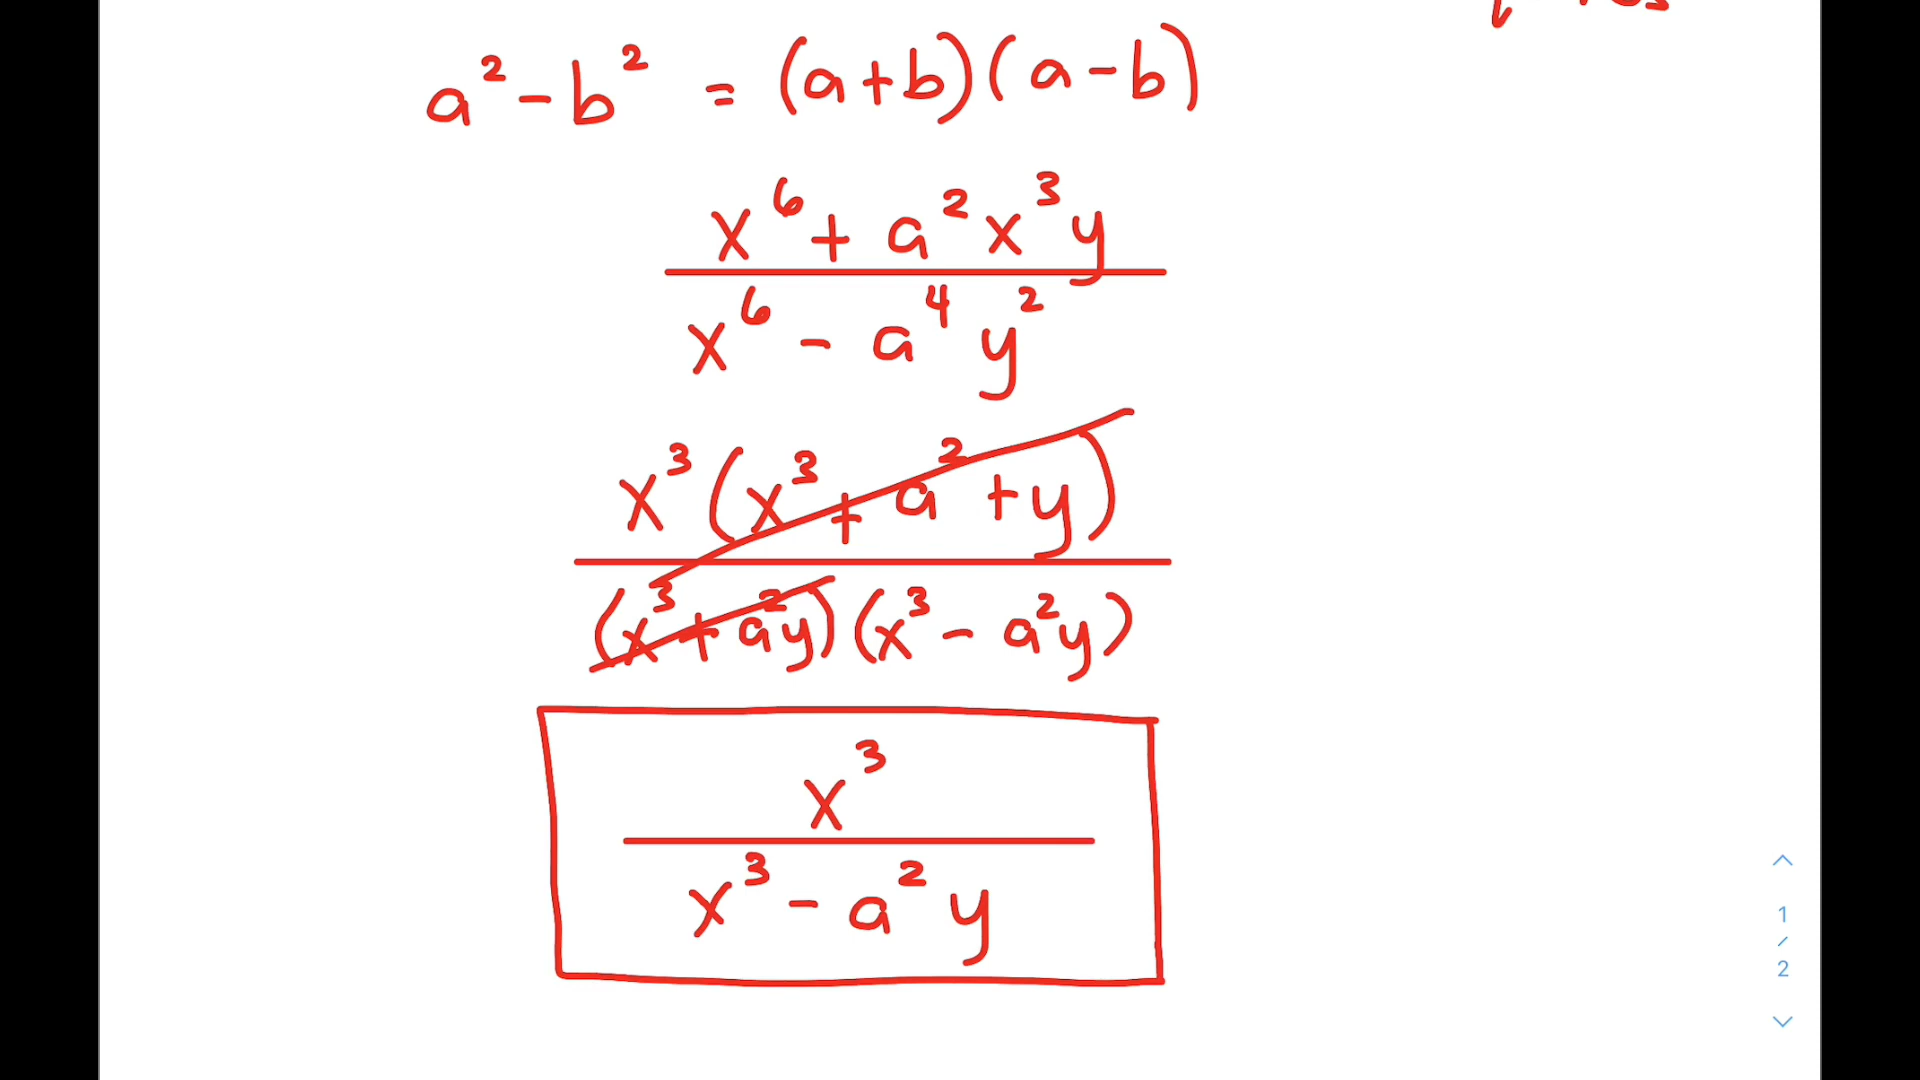 a² - b² = (a+b)(a-b)
x⁶ + a²x³y
x⁶ - a⁴y²
x³(x³ + a² + y)
(x³ + a²y)(x³ - a²y)
x³
x³ - a²y
1
/
2